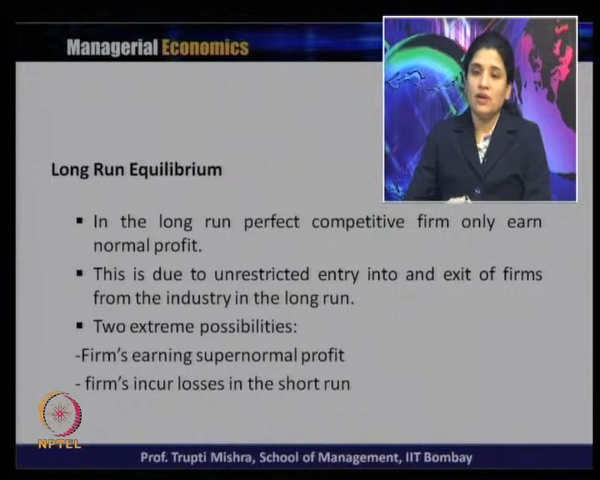 Managerial Economics
Long Run Equilibrium
▪ In the long run perfect competitive firm only earn
normal profit.
▪ This is due to unrestricted entry into and exit of firms
from the industry in the long run.
▪ Two extreme possibilities:
-Firm's earning supernormal profit
- firm's incur losses in the short run
NPTEL
Prof. Trupti Mishra, School of Management, IIT Bombay